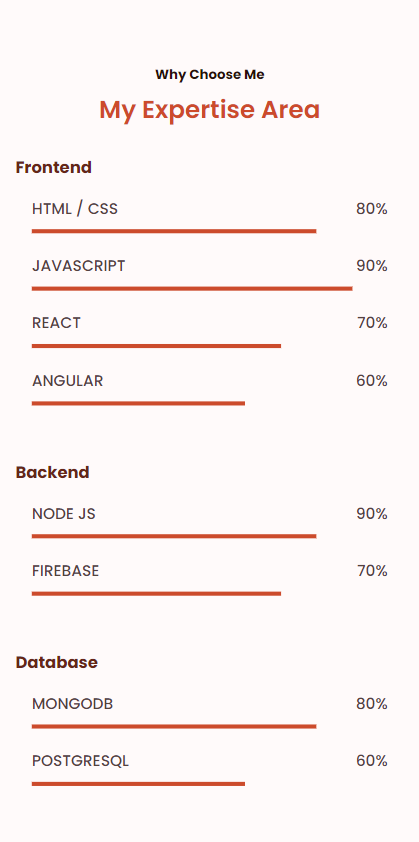 Why Choose Me
My Expertise Area
Frontend
HTML / CSS 80%
JAVASCRIPT 90%
REACT 70%
ANGULAR 60%
Backend
NODE JS 90%
FIREBASE 70%
Database
MONGODB 80%
POSTGRESQL 60%